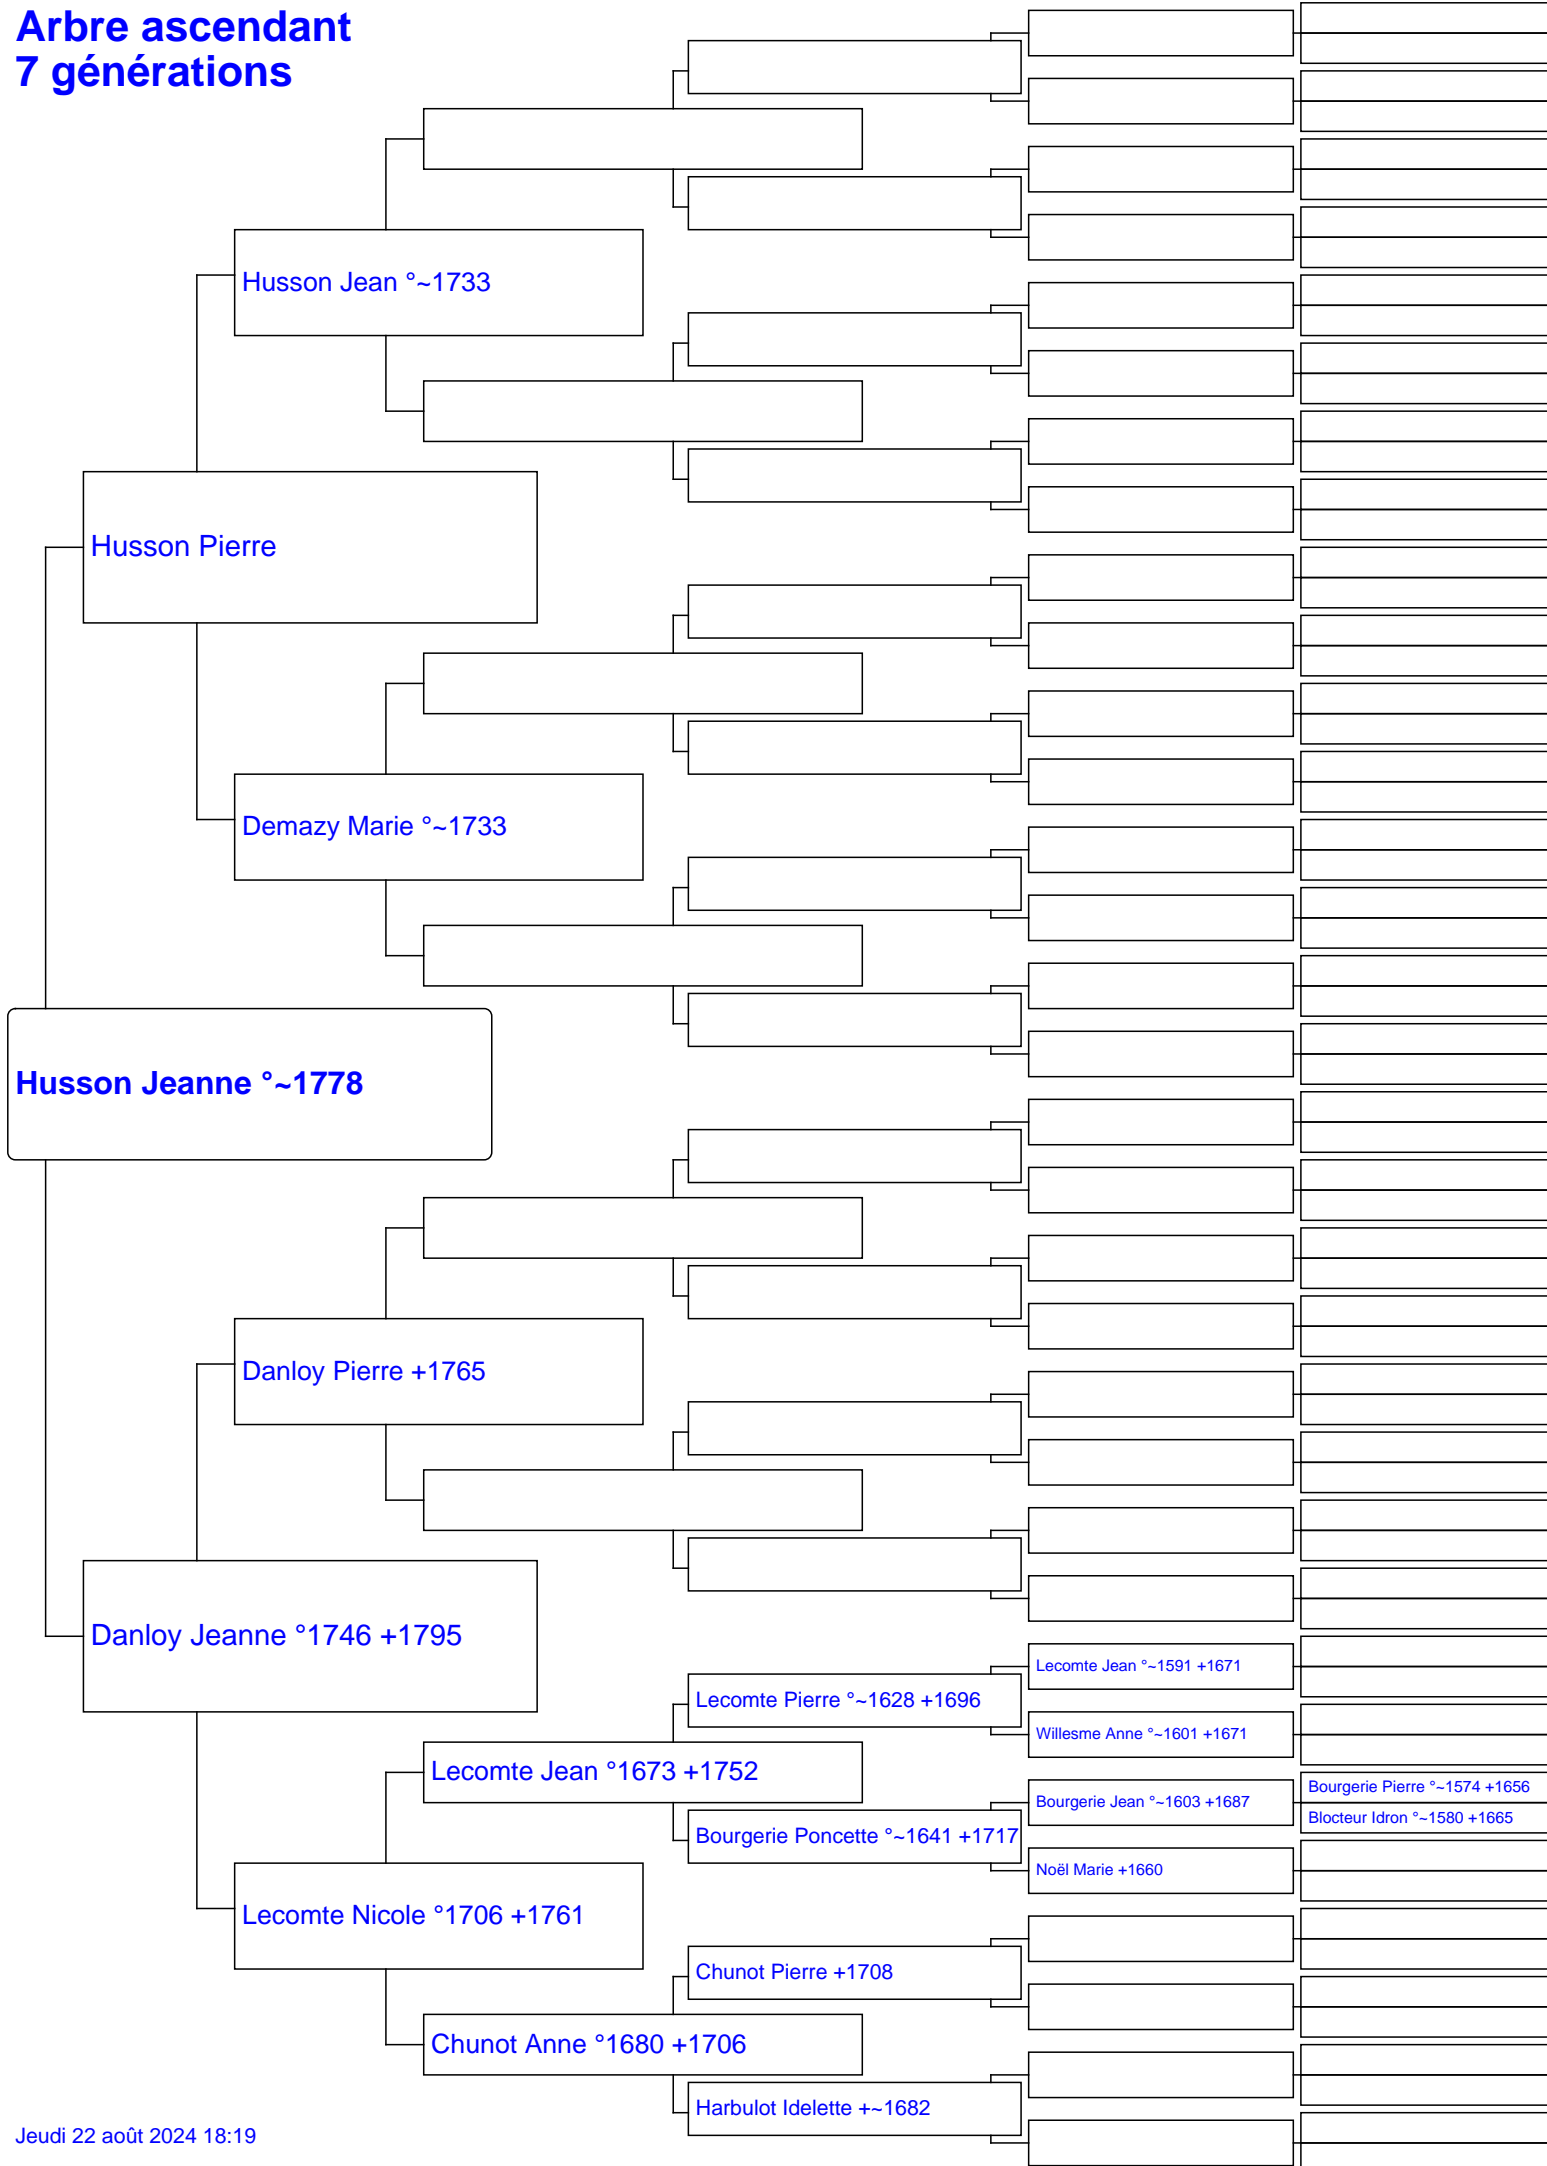 Arbre ascendant
7 générations
Husson Jean °~1733
Husson Pierre
Demazy Marie °~1733
Husson Jeanne °~1778
Danloy Pierre +1765
Danloy Jeanne °1746 +1795
Lecomte Jean °~1591 +1671
Lecomte Pierre °~1628 +1696
Willesme Anne °~1601 +1671
Lecomte Jean °1673 +1752
Bourgerie Pierre °~1574 +1656
Bourgerie Jean °~1603 +1687
Blocteur Idron °~1580 +1665
Bourgerie Poncette °~1641 +1717
Noël Marie +1660
Lecomte Nicole °1706 +1761
Chunot Pierre +1708
Chunot Anne °1680 +1706
Harbulot Idelette +~1682
Jeudi 22 août 2024 18:19